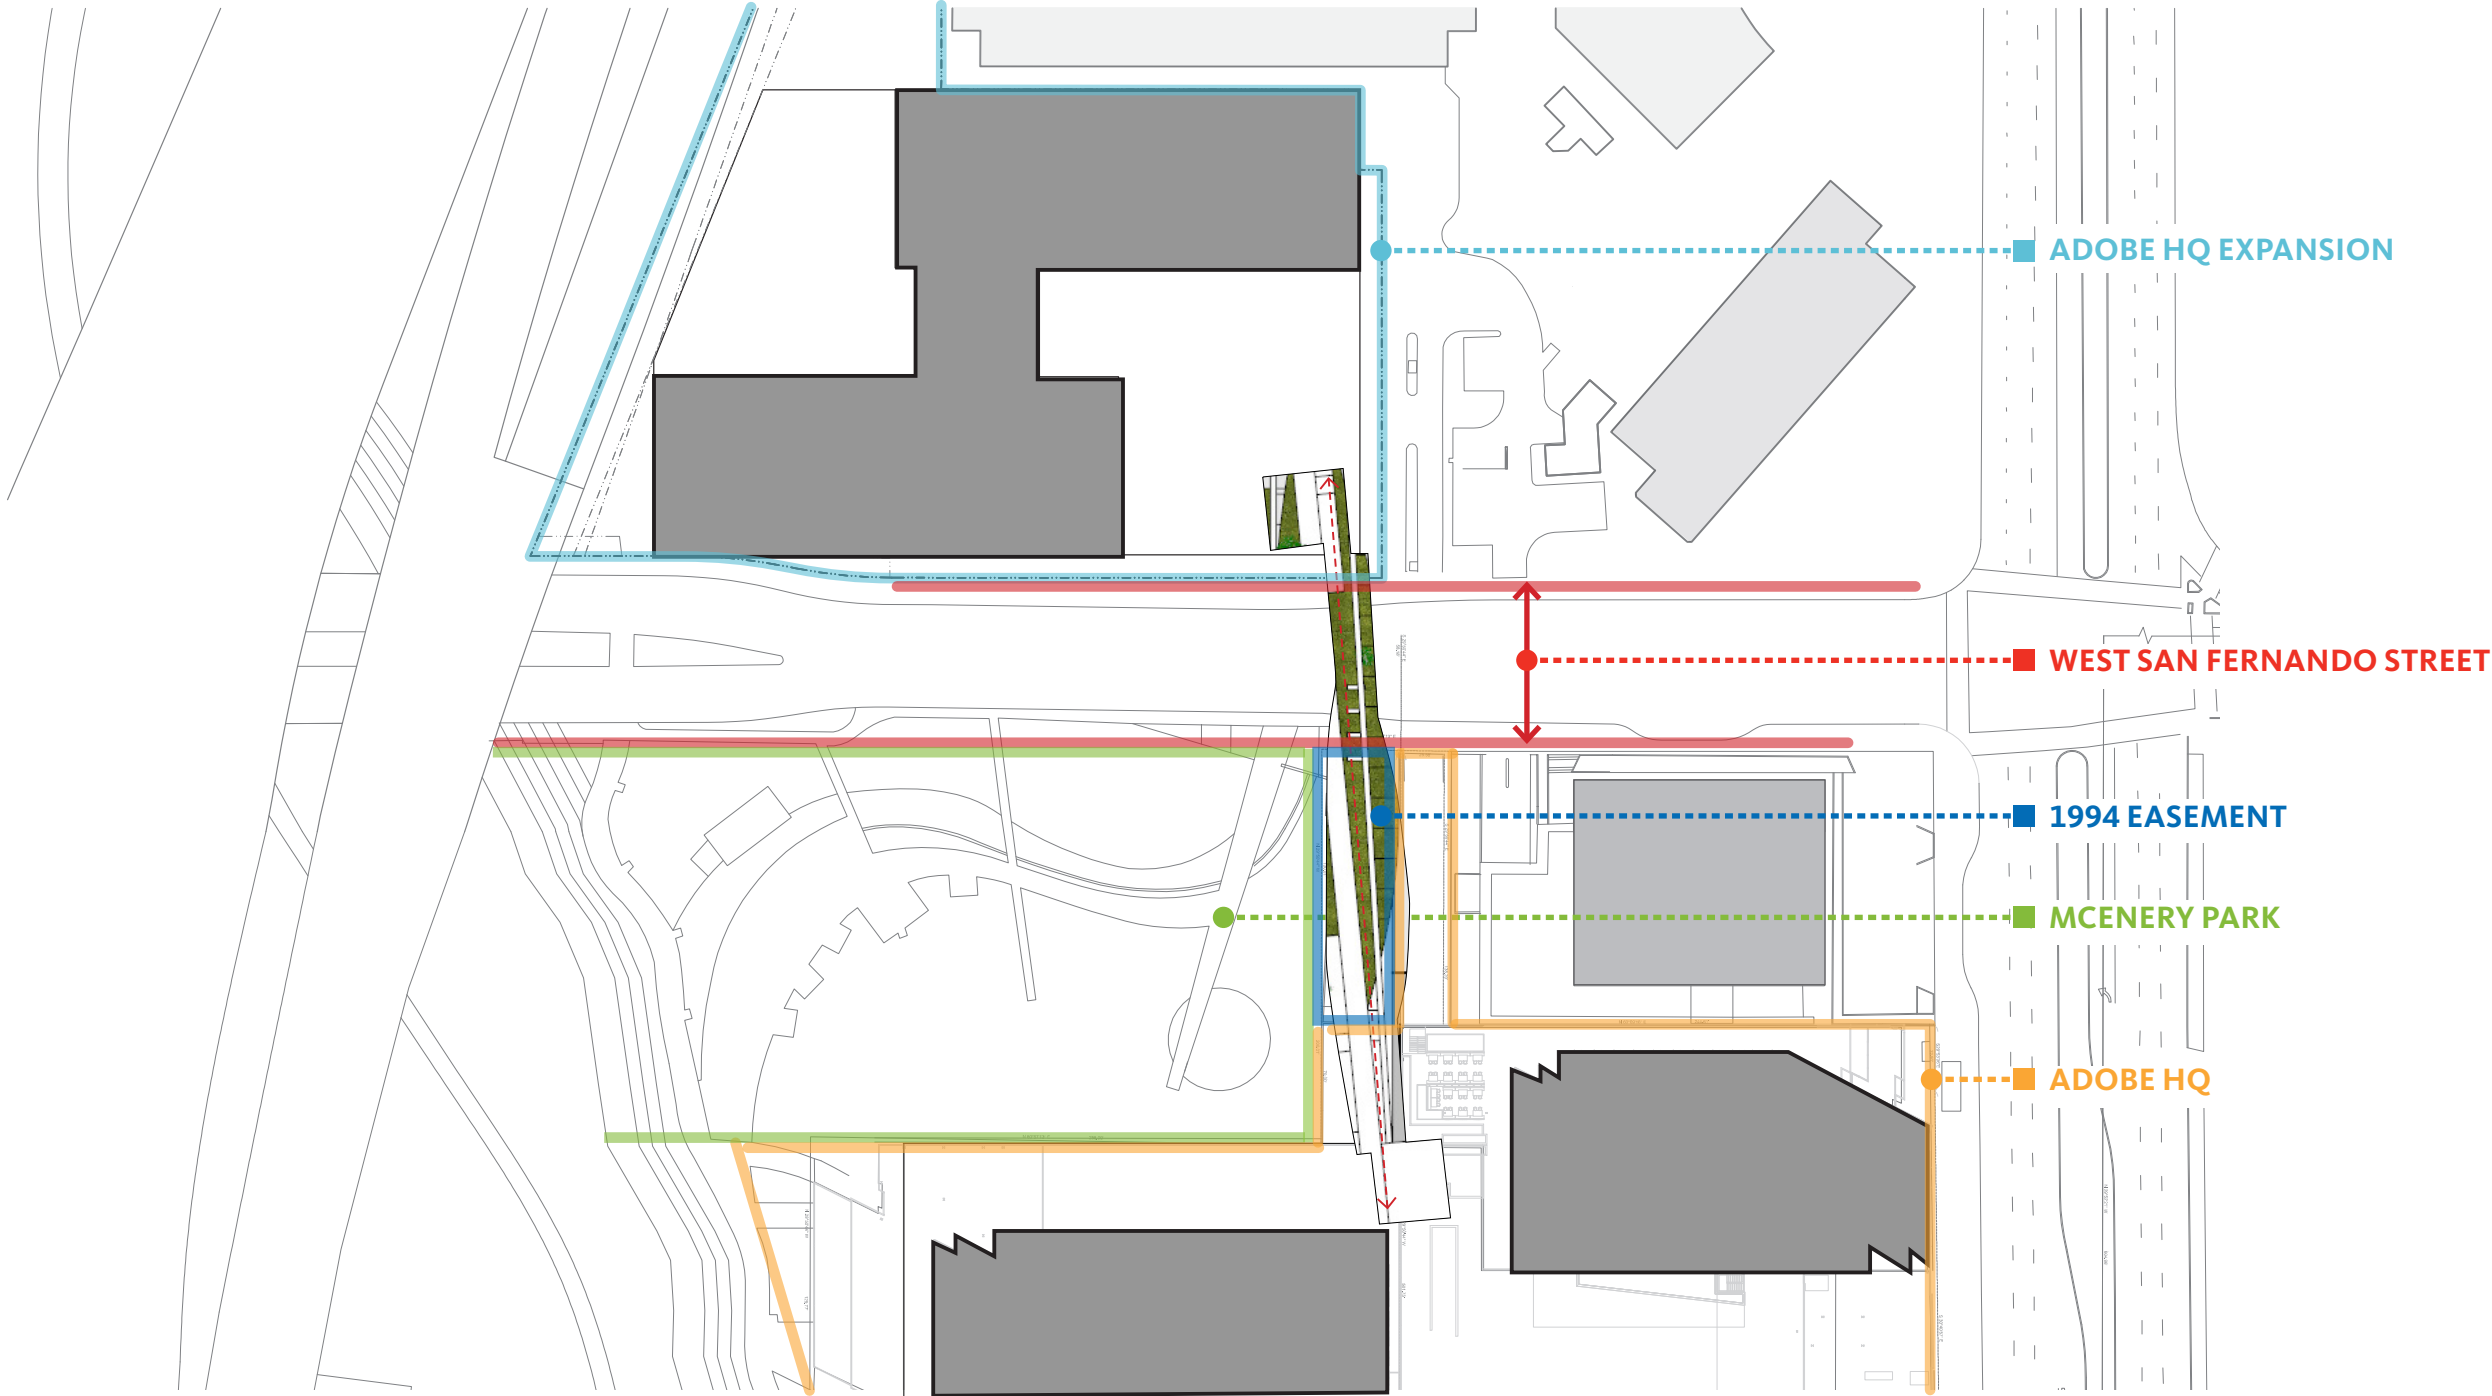 ADOBE HQ EXPANSION
WEST SAN FERNANDO STREET
1994 EASEMENT
MCENERY PARK
ADOBE HQ